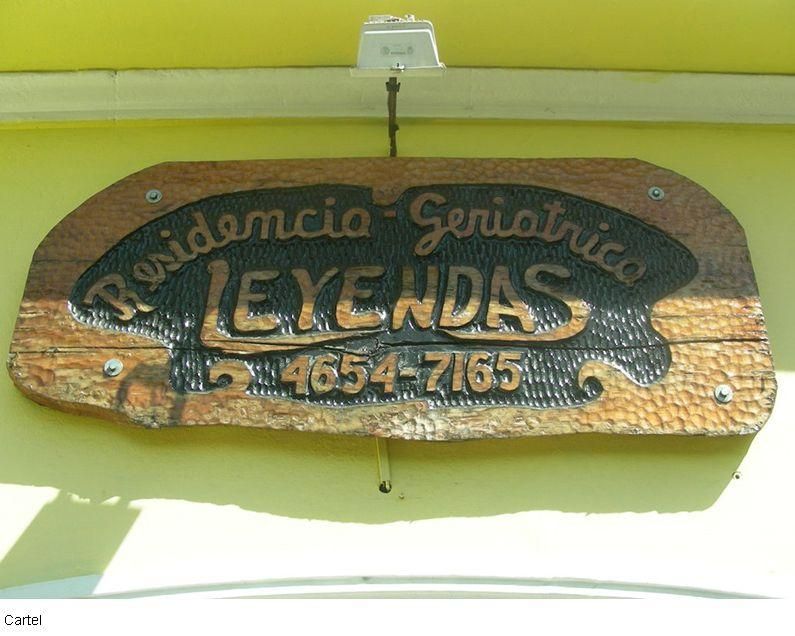 Residencia - Geriatrica
LEYENDAS
4654-7165
Cartel